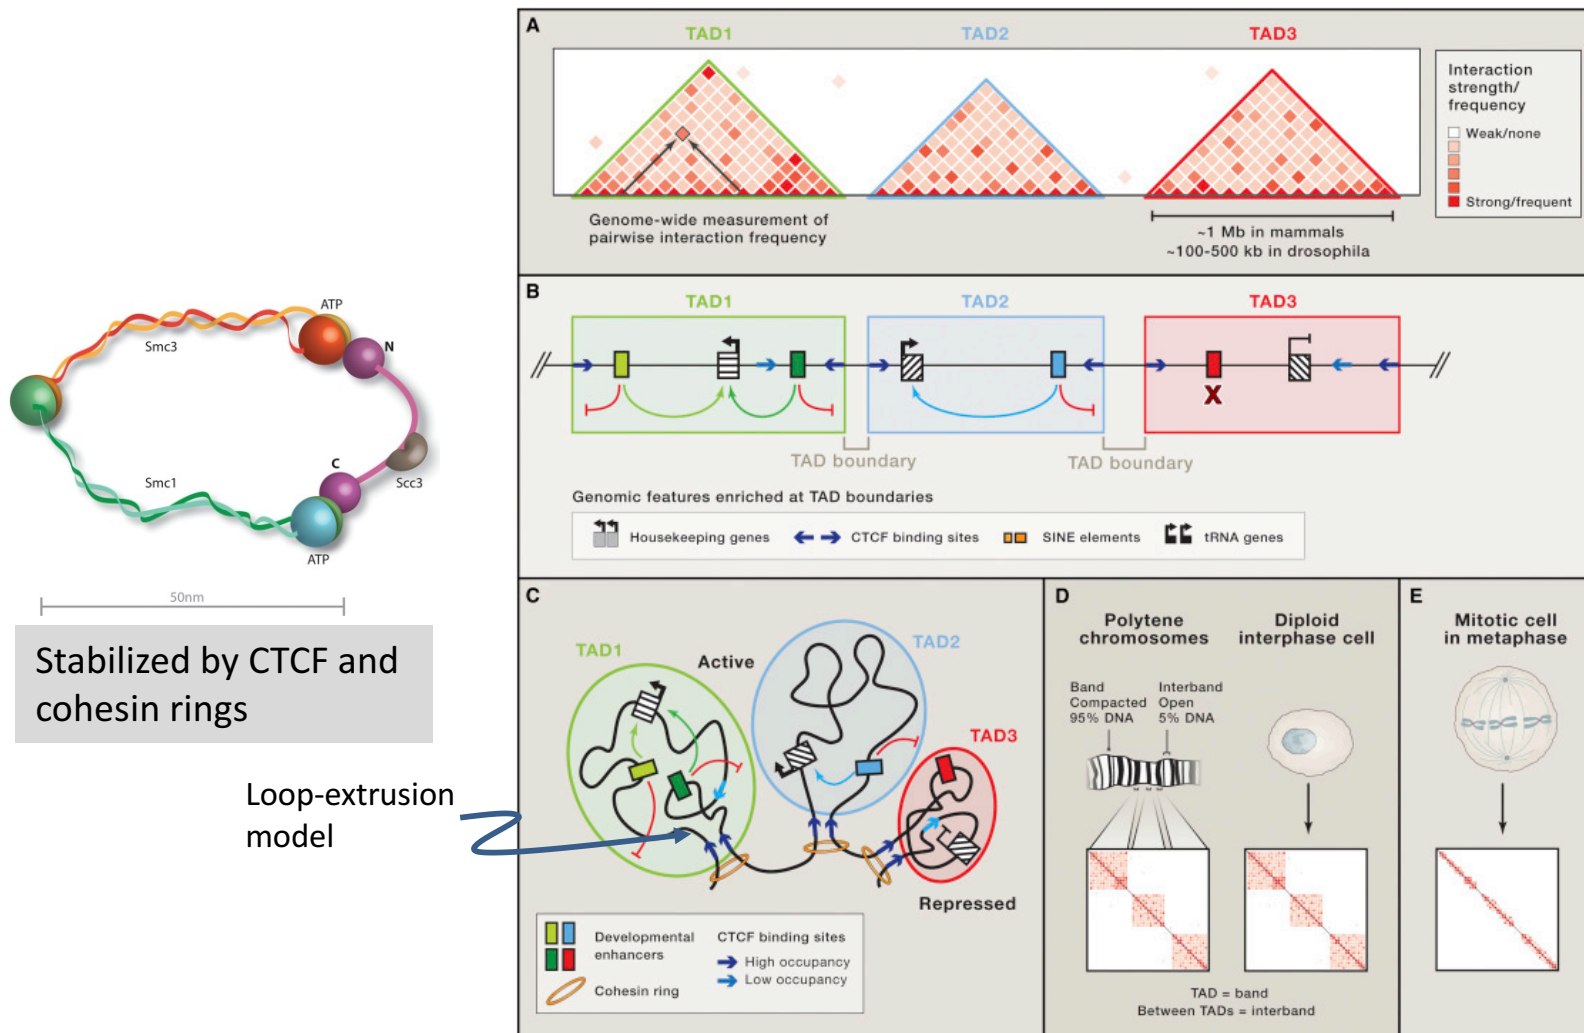 Smc3
ATP
N
C
Smc1
Scc3
ATP
50nm
Stabilized by CTCF and
cohesin rings
Loop-extrusion
model
A
TAD1
TAD2
TAD3
Interaction
strength/
frequency
Weak/none
Strong/frequent
Genome-wide measurement of
pairwise interaction frequency
~1 Mb in mammals
~100-500 kb in drosophila
B
TAD1
TAD2
TAD3
X
TAD boundary
TAD boundary
Genomic features enriched at TAD boundaries
Housekeeping genes
CTCF binding sites
SINE elements
tRNA genes
C
TAD1
Active
TAD2
TAD3
Repressed
Developmental
enhancers
Cohesin ring
CTCF binding sites
High occupancy
Low occupancy
D
Polytene
chromosomes
Diploid
interphase cell
Band
Compacted
95% DNA
Interband
Open
5% DNA
TAD = band
Between TADs = interband
E
Mitotic cell
in metaphase